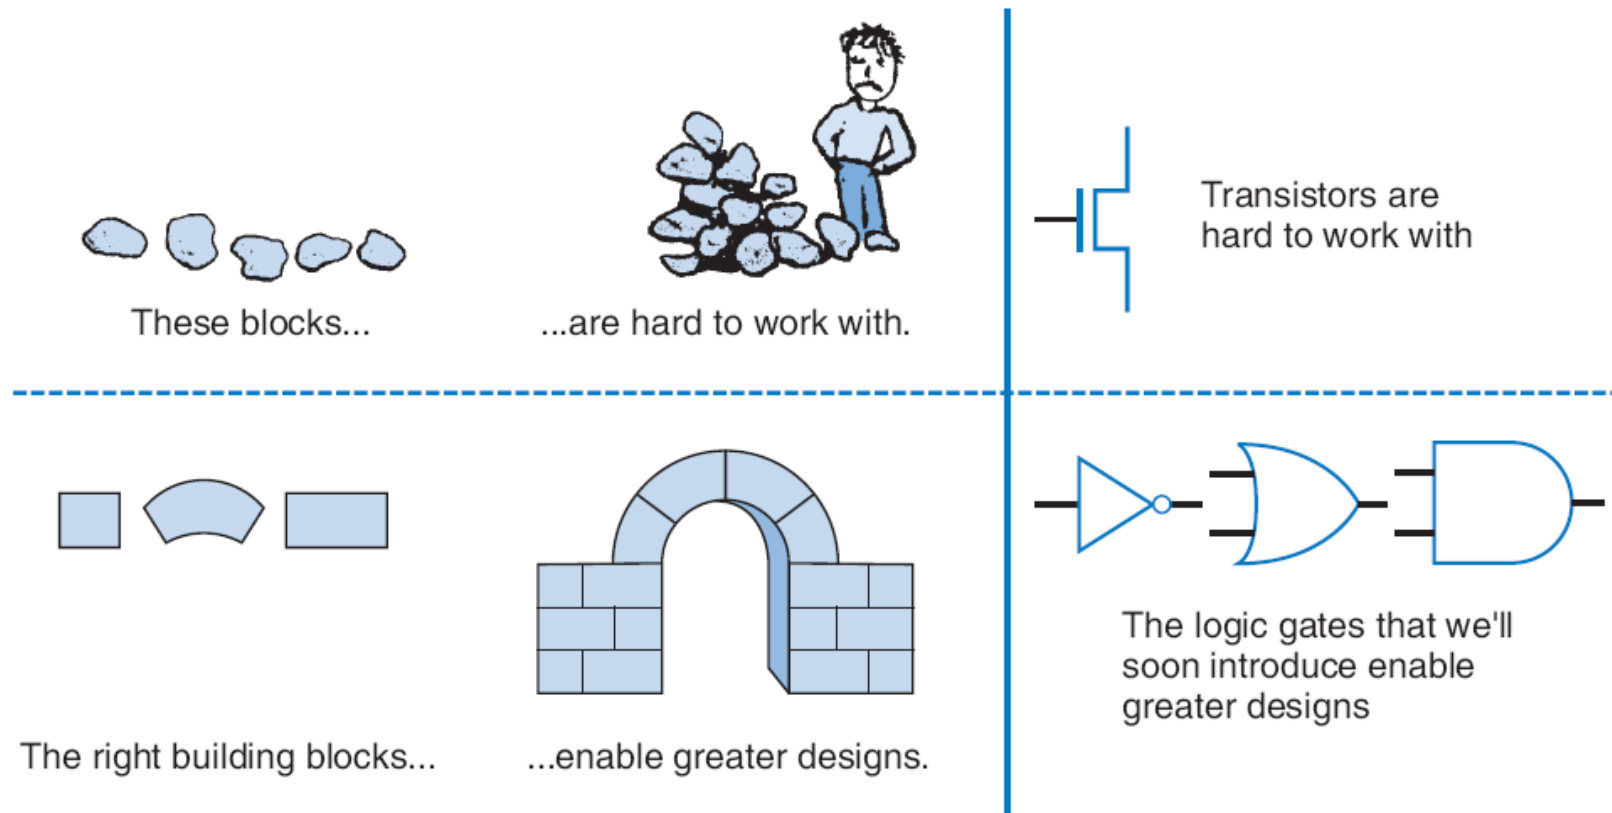 These blocks...
...are hard to work with.
Transistors are
hard to work with
The right building blocks...
...enable greater designs.
The logic gates that we'll
soon introduce enable
greater designs